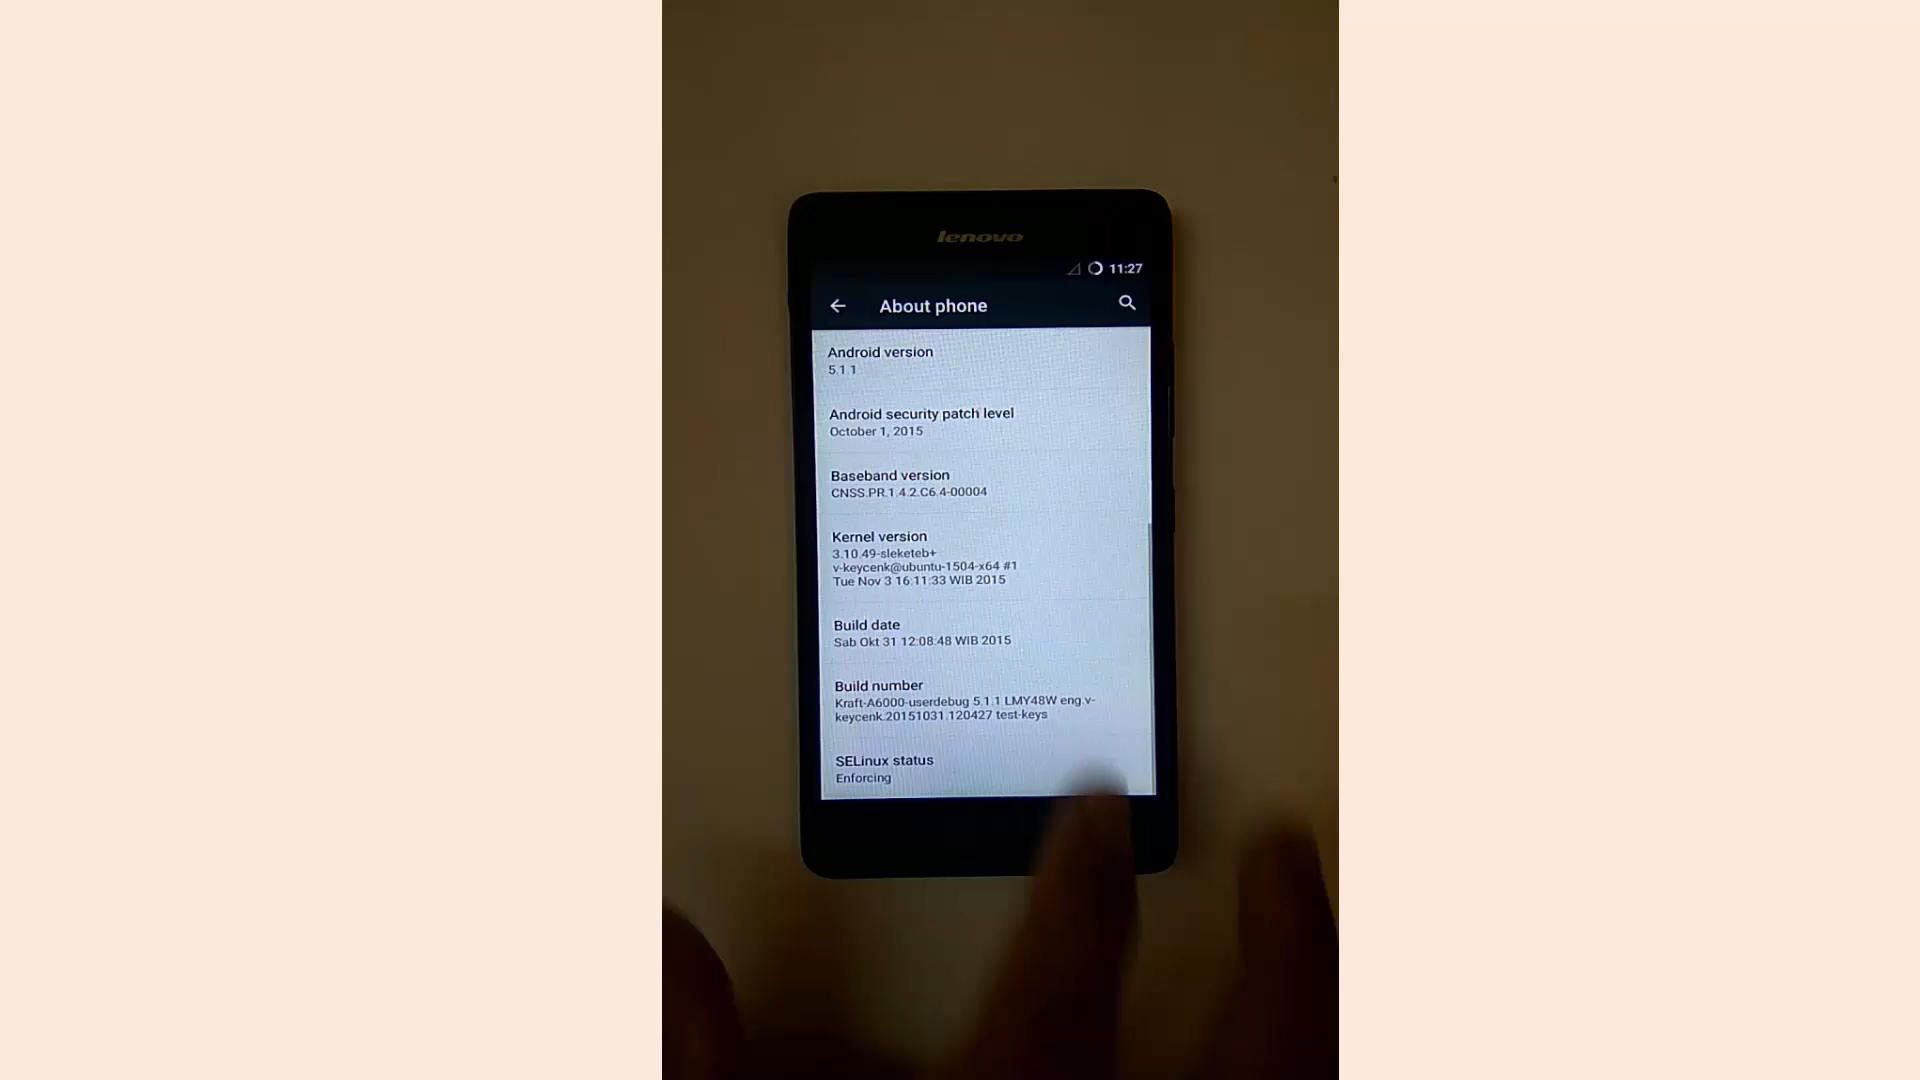 lenovo
11:27
About phone
Android version
5.1.1
Android security patch level
October 1, 2015
Baseband version
CNSS.PR.1.4.2.C6.4-00004
Kernel version
3.10.49-sleketeb+
v-keycenk@ubuntu-1504-x64 #1
Tue Nov 3 16:11:33 WIB 2015
Build date
Sab Okt 31 12:08:48 WIB 2015
Build number
Kraft-A6000-userdebug 5.1.1 LMY48W eng.v-
keycenk.20151031.120427 test-keys
SELinux status
Enforcing